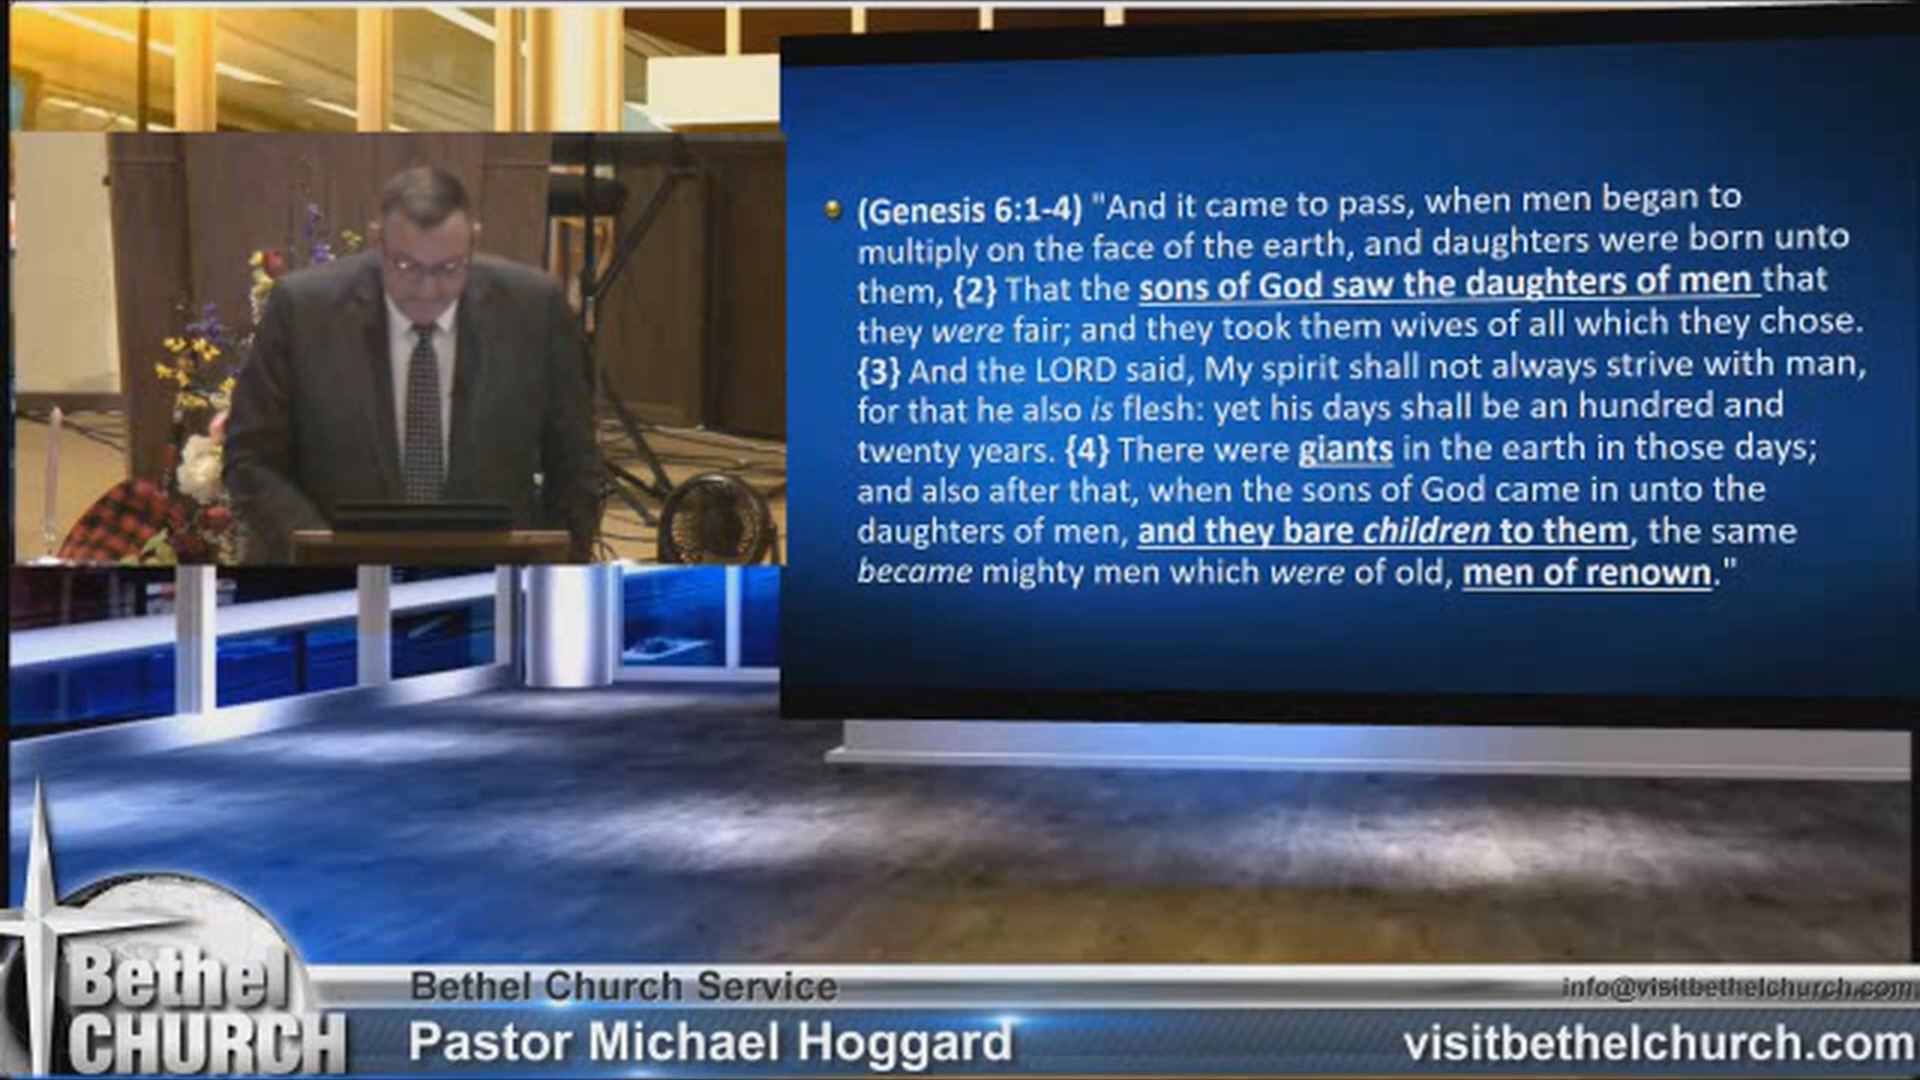 (Genesis 6:1-4) "And it came to pass, when men began to
multiply on the face of the earth, and daughters were born unto
them, {2} That the sons of God saw the daughters of men that
they were fair; and they took them wives of all which they chose.
{3} And the LORD said, My spirit shall not always strive with man,
for that he also is flesh: yet his days shall be an hundred and
twenty years. {4} There were giants in the earth in those days;
and also after that, when the sons of God came in unto the
daughters of men, and they bare children to them, the same
became mighty men which were of old, men of renown."
Bethel
CHURCH
Bethel Church Service
info@visitbethelchurch.com
Pastor Michael Hoggard
visitbethelchurch.com